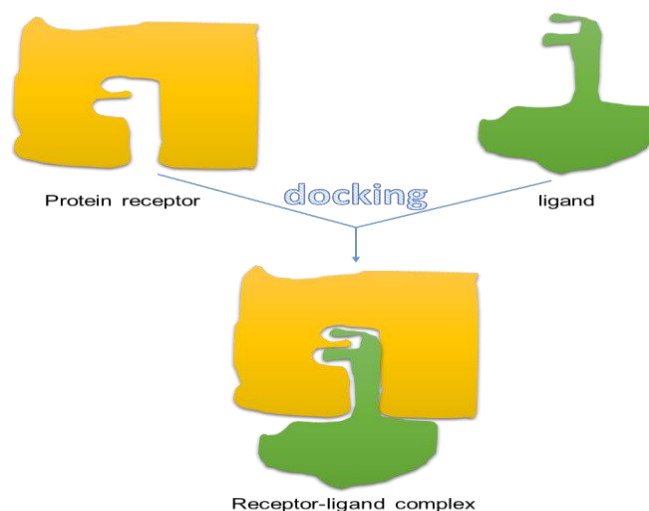 Protein receptor
docking
ligand
Receptor-ligand complex